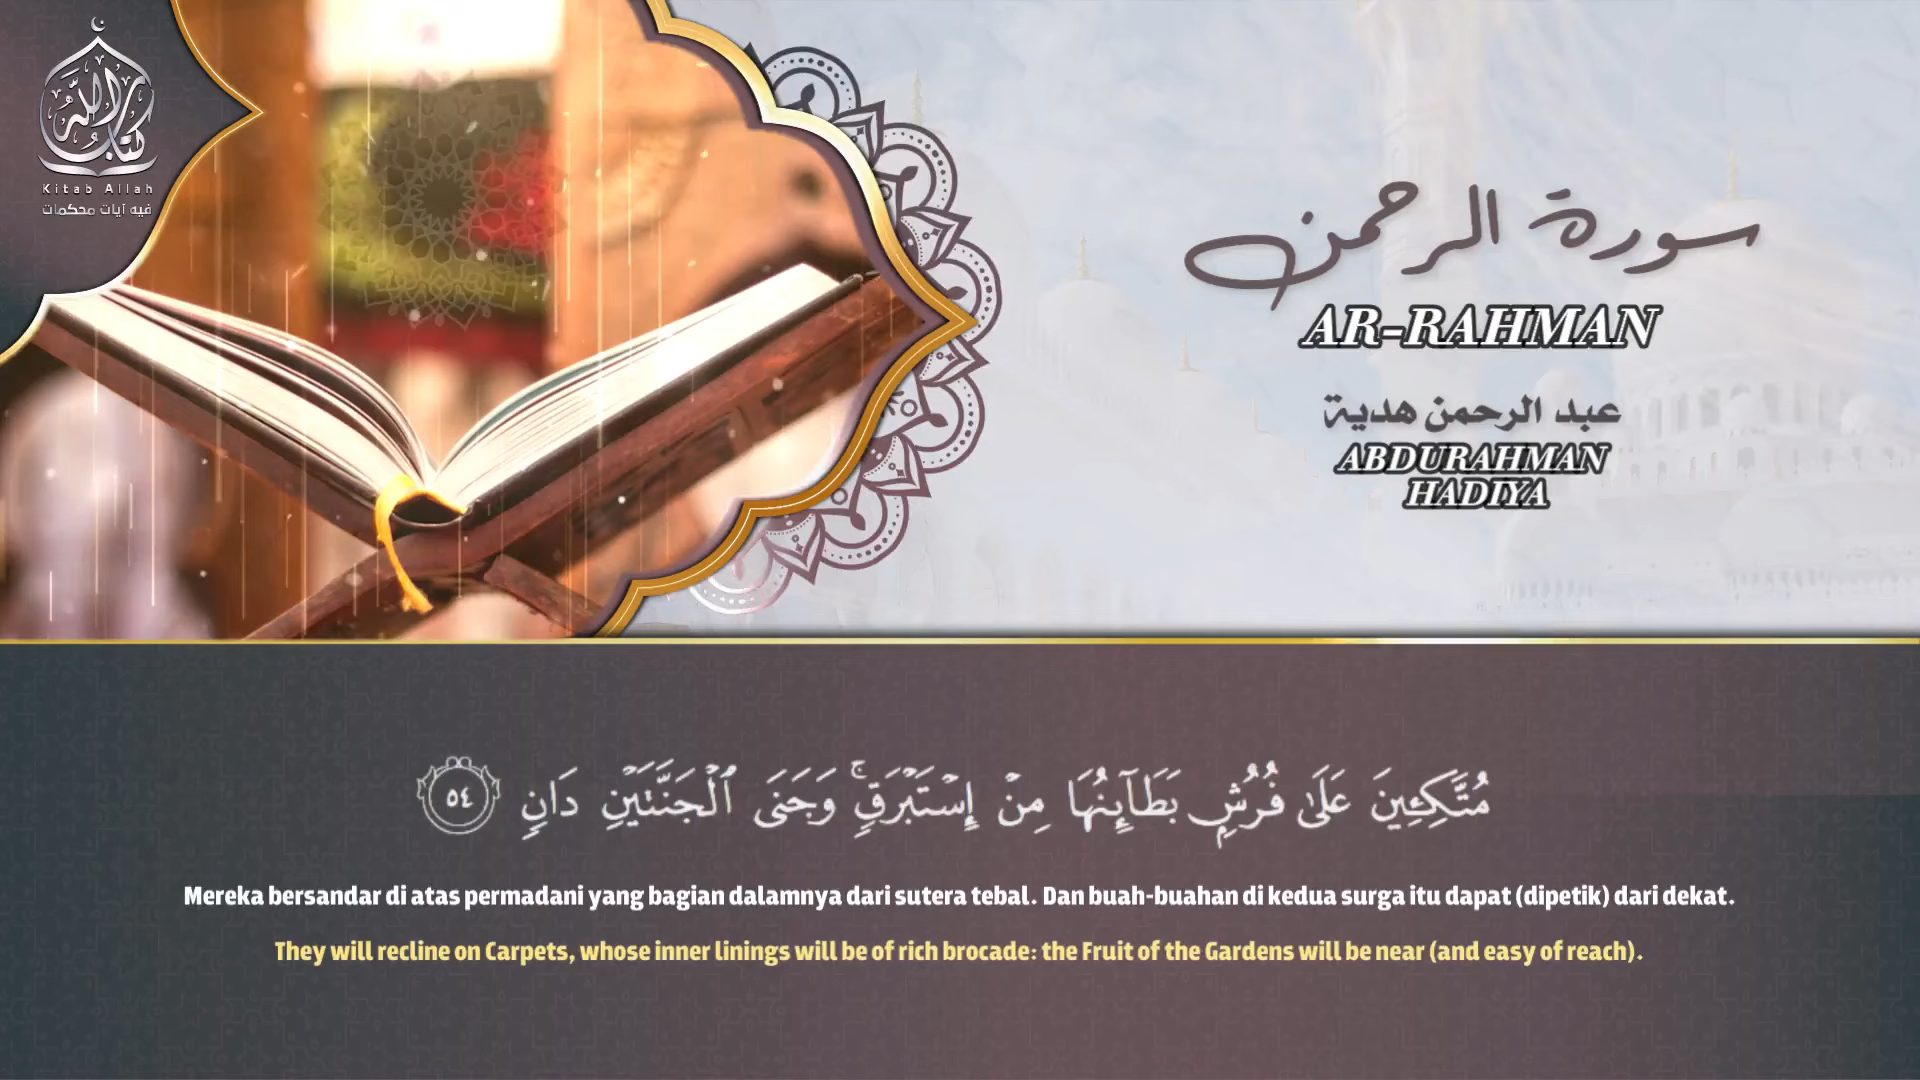 كتاب الله
Kitab Allah
فيه آيات محكمات
سورة الرحمن
AR-RAHMAN
عبد الرحمن هدية
ABDURAHMAN
HADIYA
مُتَّكِـِٔينَ عَلَىٰ فُرُشٍۭ بَطَآئِنُهَا مِنْ إِسْتَبْرَقٍۚ وَجَنَى ٱلْجَنَّتَيْنِ دَانٍ ٥٤
Mereka bersandar di atas permadani yang bagian dalamnya dari sutera tebal. Dan buah-buahan di kedua surga itu dapat (dipetik) dari dekat.
They will recline on Carpets, whose inner linings will be of rich brocade: the Fruit of the Gardens will be near (and easy of reach).